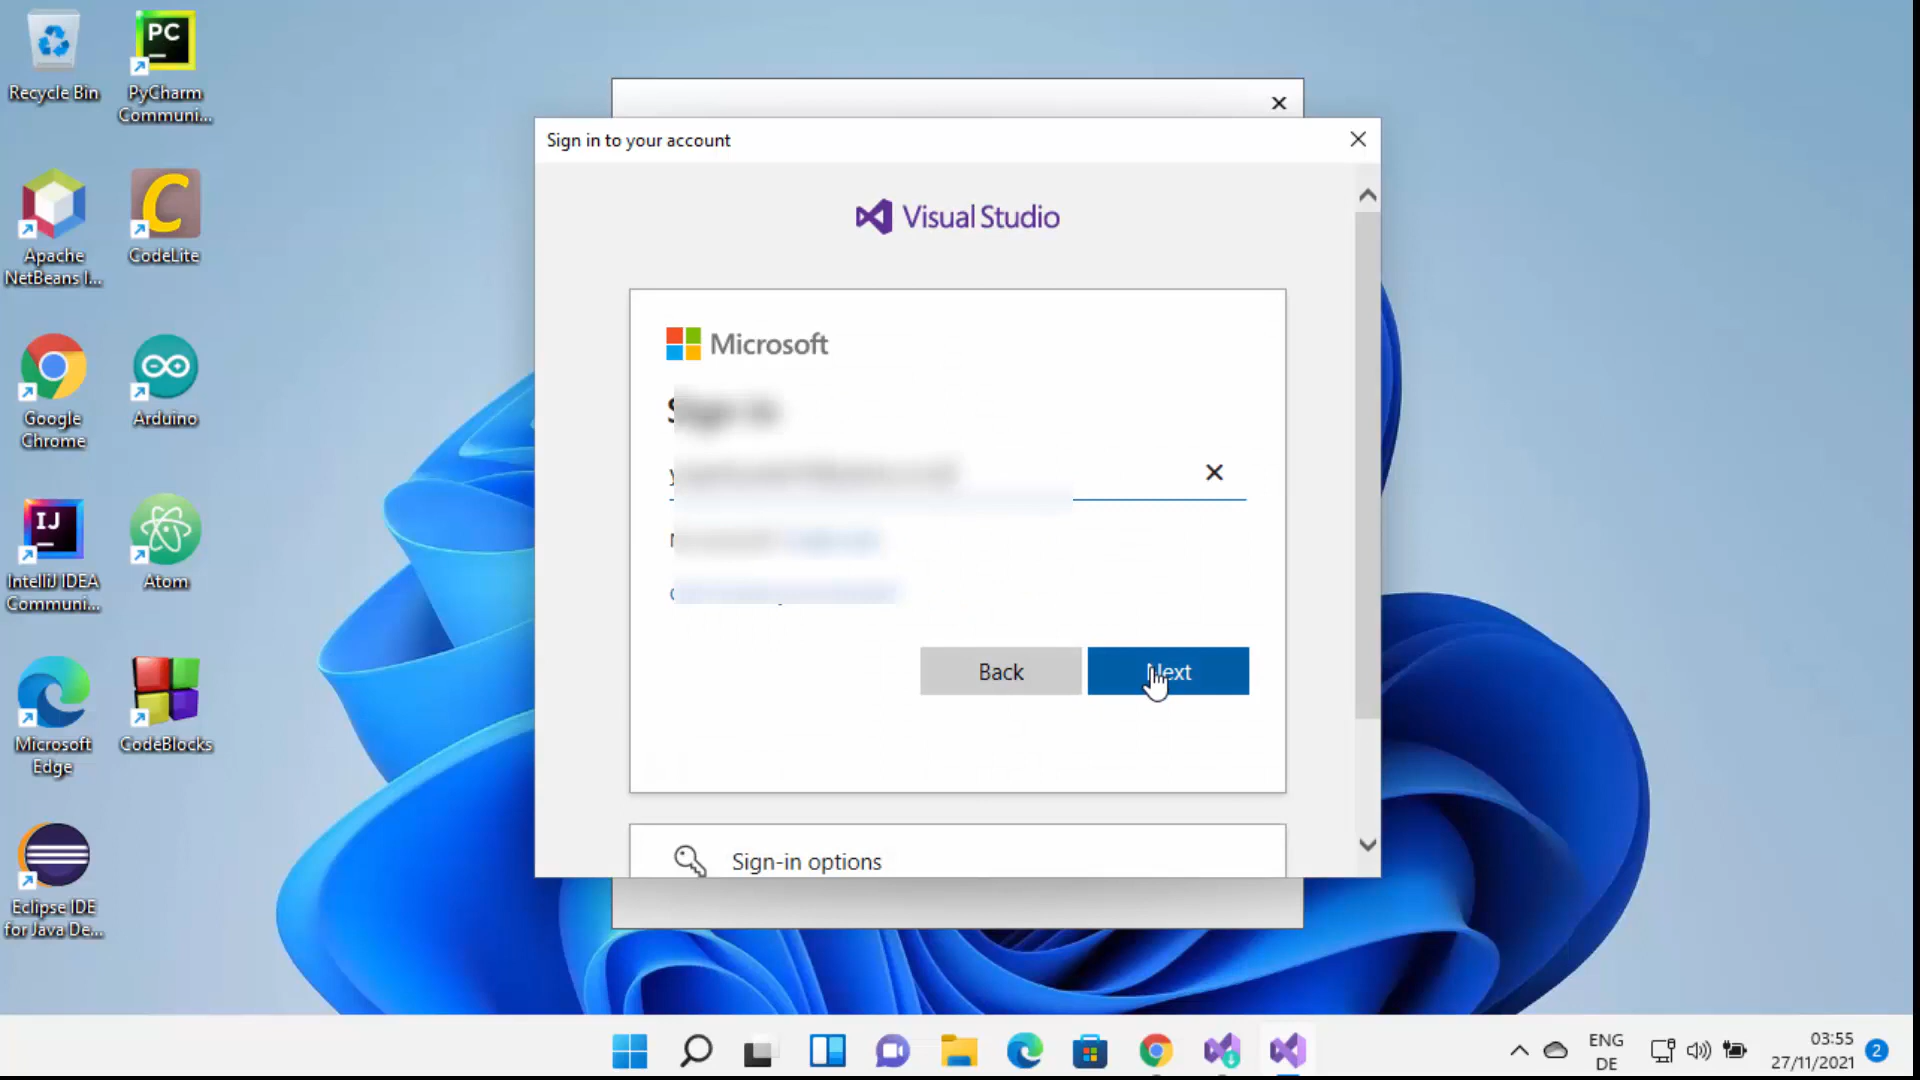 Recycle Bin
PC
PyCharm
Communi...
Apache
NetBeans I...
C
CodeLite
Google
Chrome
Arduino
IJ
IntelliJ IDEA
Communi...
Atom
Microsoft
Edge
CodeBlocks
Eclipse IDE
for Java De...
Sign in to your account
Visual Studio
Microsoft
Back
Next
Sign-in options
ENG
DE
03:55
27/11/2021
2